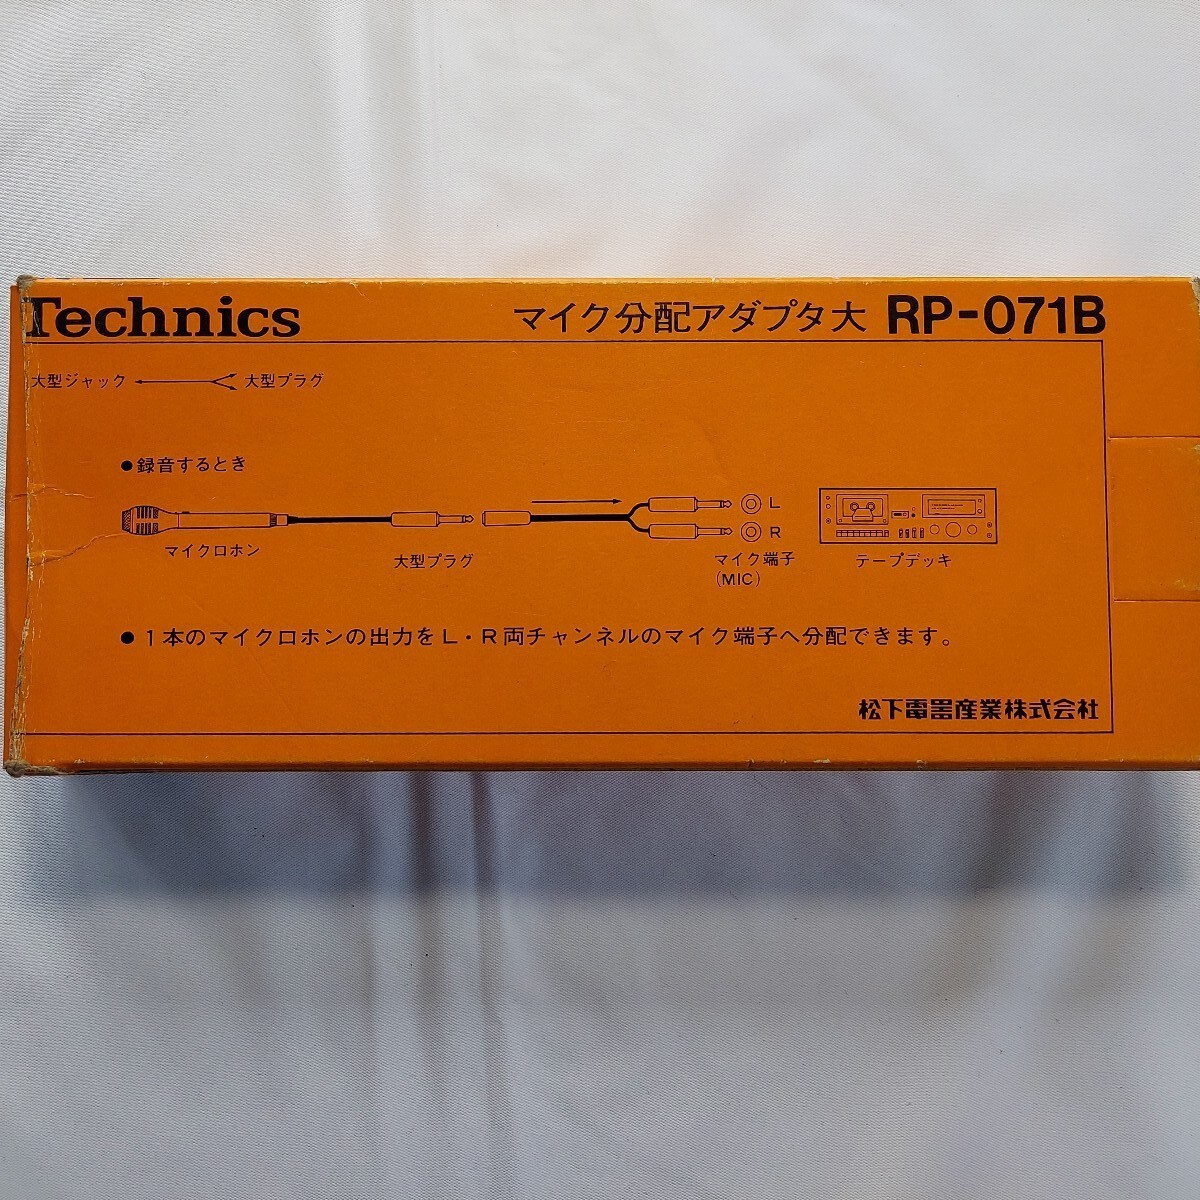 Technics
マイク分配アダプタ大 RP-071B
大型ジャック 大型プラグ
●録音するとき
マイクロホン
大型プラグ
L
R
マイク端子
(MIC)
テープデッキ
●1本のマイクロホンの出力をL・R両チャンネルのマイク端子へ分配できます。
松下電器産業株式会社